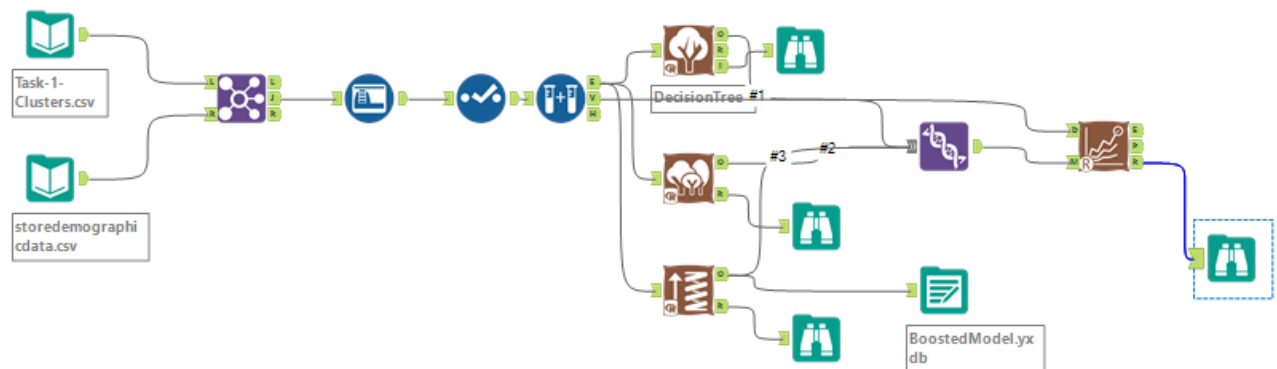 Task-1-
Clusters.csv
L
R
L
J
R
storedemographi
cdata.csv
E
V
H
O
R
I
R
DecisionTree
#1
#3
#2
O
R
R
O
R
R
BoostedModel.yx
db
D
M
R
E
P
R